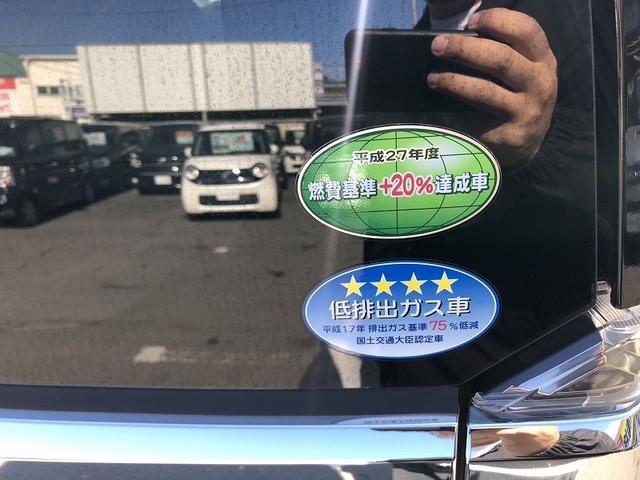 平成27年度
燃費基準+20%達成車
低排出ガス車
平成17年 排出ガス基準 75 %低減
国土交通大臣認定車